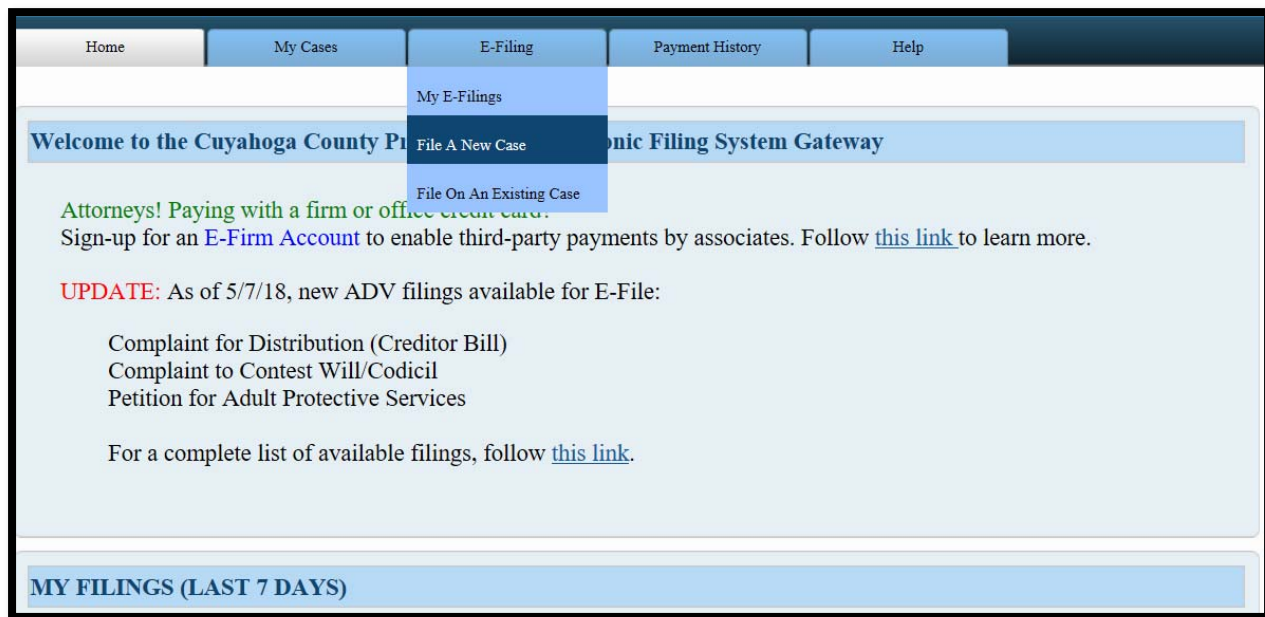 Home My Cases E-Filing Payment History Help
My E-Filings
File A New Case
File On An Existing Case
Welcome to the Cuyahoga County nic Filing System Gateway
Attorneys! Paying with a firm or
Sign-up for an E-Firm Account to enable third-party payments by associates. Follow this link to learn more.
UPDATE: As of 5/7/18, new ADV filings available for E-File:
Complaint for Distribution (Creditor Bill)
Complaint to Contest Will/Codicil
Petition for Adult Protective Services
For a complete list of available filings, follow this link.
MY FILINGS (LAST 7 DAYS)